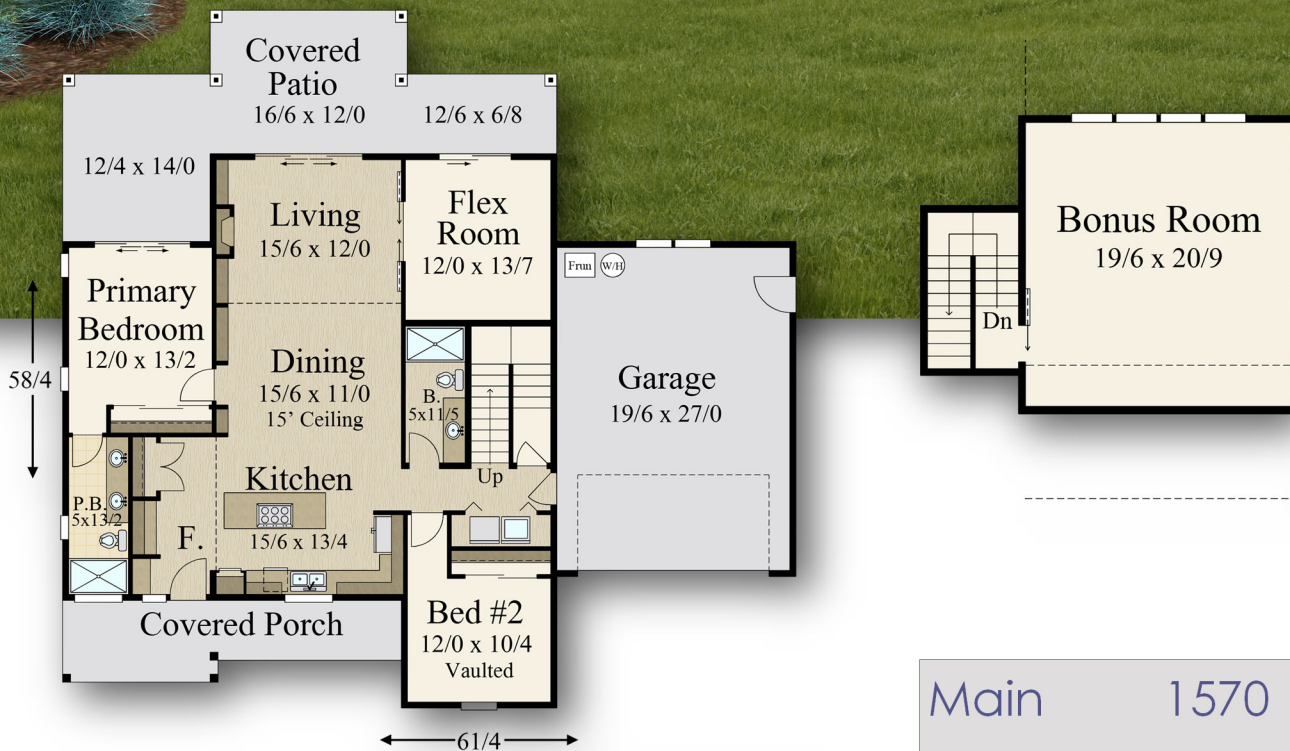 Covered
Patio
16/6 x 12/0
12/6 x 6/8
12/4 x 14/0
Living
15/6 x 12/0
Flex
Room
12/0 x 13/7
Frun
W/H
Primary
Bedroom
12/0 x 13/2
58/4
Dining
15/6 x 11/0
15' Ceiling
B.
5x11/5
Garage
19/6 x 27/0
Kitchen
15/6 x 13/4
Up
P.B.
5x13/2
F.
Covered Porch
Bed #2
12/0 x 10/4
Vaulted
61/4
Bonus Room
19/6 x 20/9
Dn
Main 1570